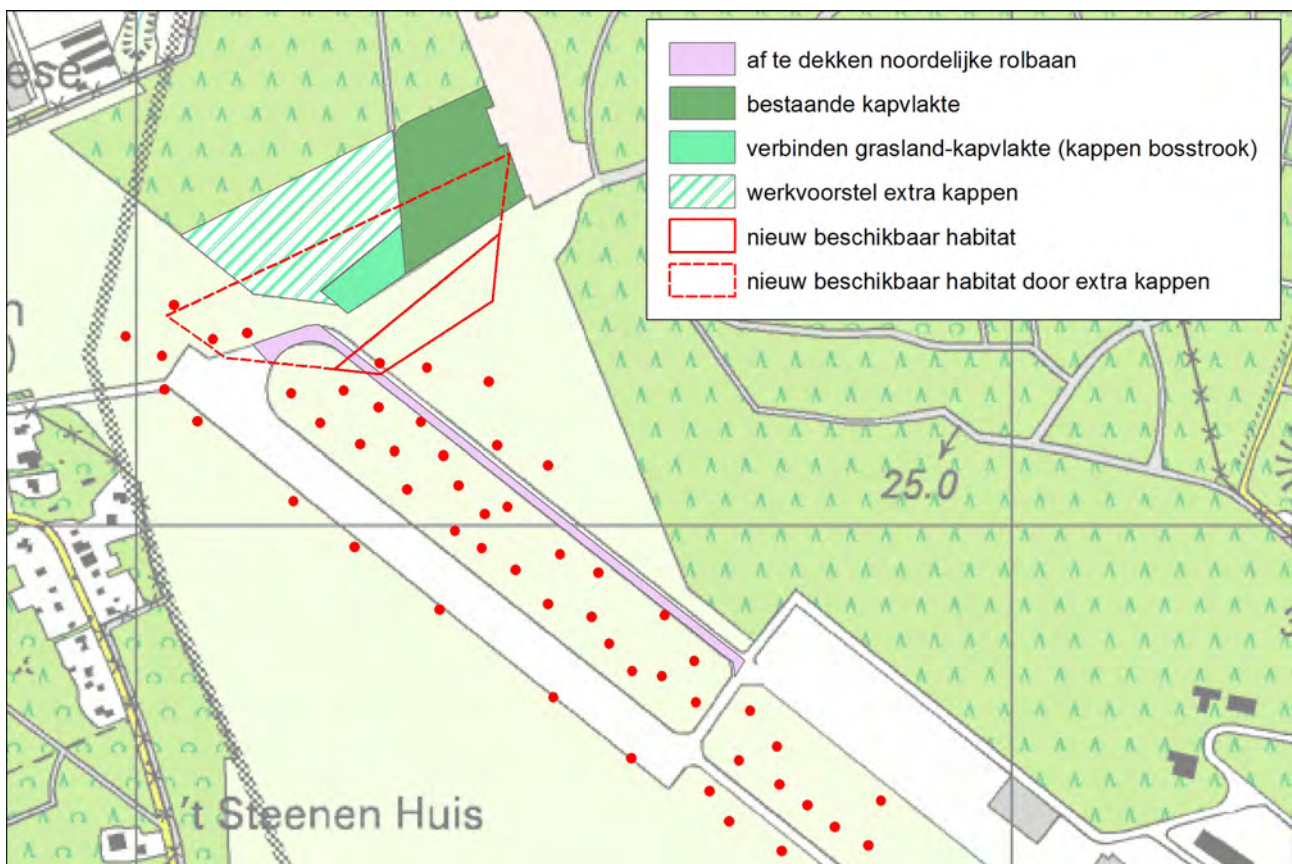 ese
af te dekken noordelijke rolbaan
bestaande kapvlakte
verbinden grasland-kapvlakte (kappen bosstrook)
werkvoorstel extra kappen
nieuw beschikbaar habitat
nieuw beschikbaar habitat door extra kappen
25.0
't Steenen Huis